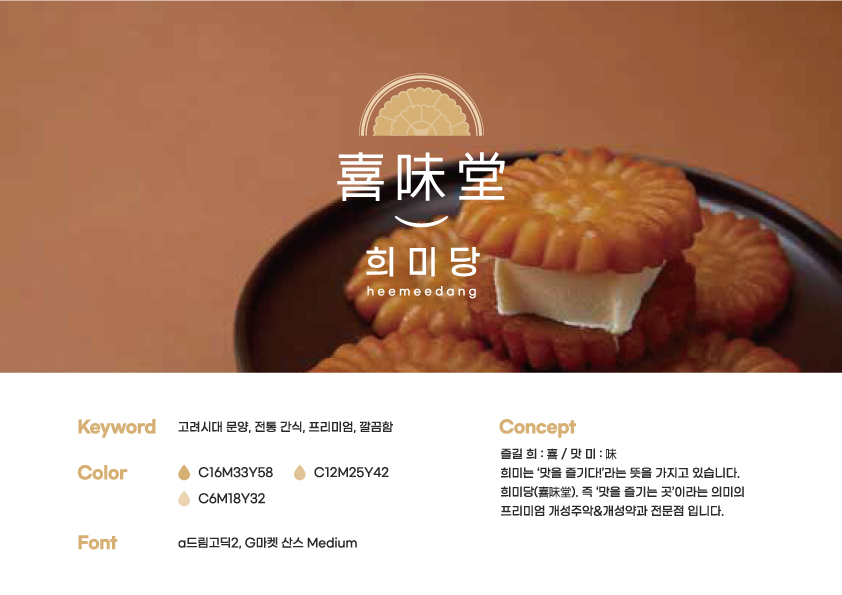 喜味堂
희미당
heemeedang
Keyword 고려시대 문양, 전통 간식, 프리미엄, 깔끔함
Color C16M33Y58 C12M25Y42
C6M18Y32
Font a드림고딕2, G마켓 산스 Medium
Concept
즐길 희 : 喜 / 맛 미 : 味
희미는 ‘맛을 즐기다!’라는 뜻을 가지고 있습니다.
희미당(喜味堂). 즉 ‘맛을 즐기는 곳’이라는 의미의
프리미엄 개성주악&개성약과 전문점 입니다.